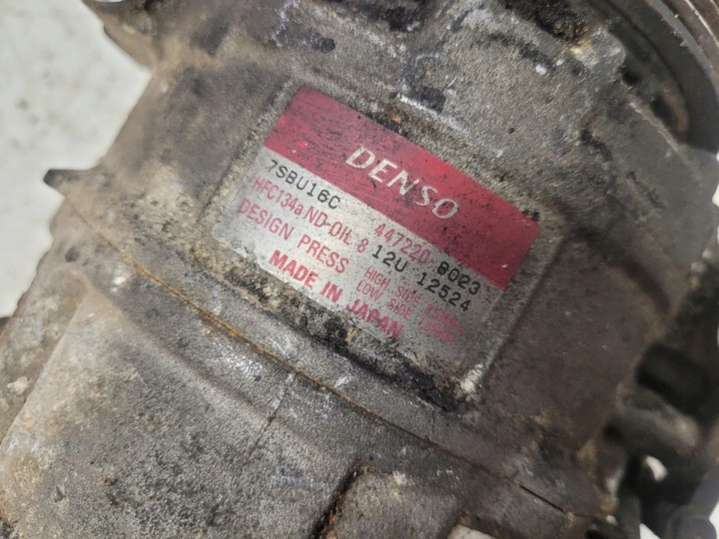 DENSO
7SBU16C 447220-8023
HFC134a ND-OIL 8 12U 12524
DESIGN PRESS HIGH SIDE
LOW SIDE
MADE IN JAPAN